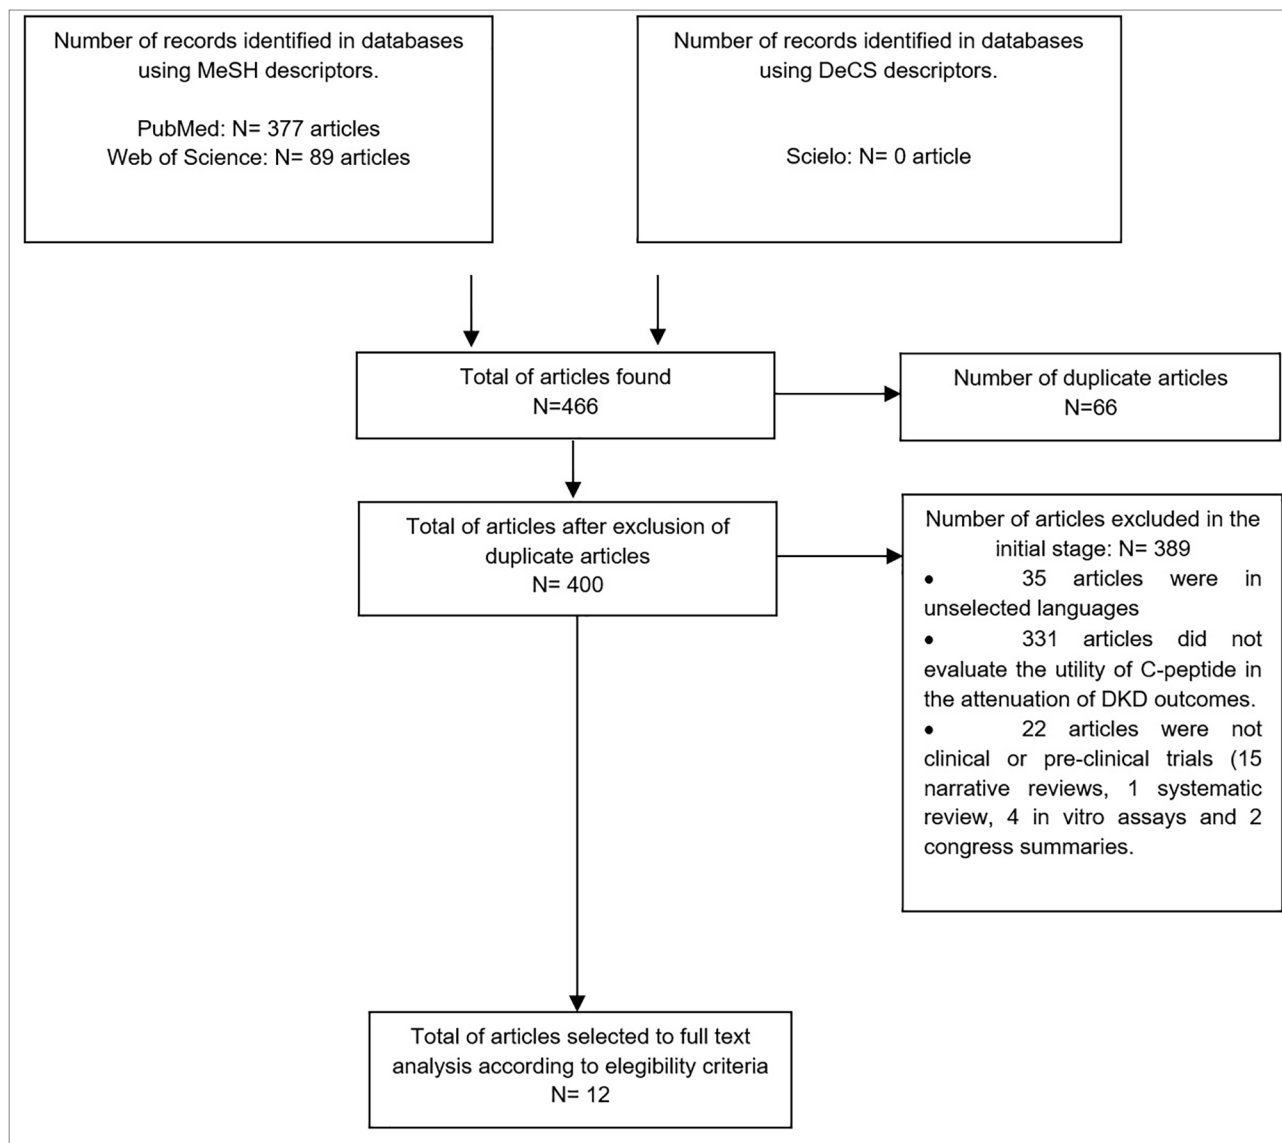 Number of records identified in databases
using MeSH descriptors.
PubMed: N= 377 articles
Web of Science: N= 89 articles
Number of records identified in databases
using DeCS descriptors.
Scielo: N= 0 article
Total of articles found
N=466
Number of duplicate articles
N=66
Total of articles after exclusion of
duplicate articles
N= 400
Number of articles excluded in the
initial stage: N= 389
• 35 articles were in
unselected languages
• 331 articles did not
evaluate the utility of C-peptide in
the attenuation of DKD outcomes.
• 22 articles were not
clinical or pre-clinical trials (15
narrative reviews, 1 systematic
review, 4 in vitro assays and 2
congress summaries.
Total of articles selected to full text
analysis according to elegibility criteria
N= 12